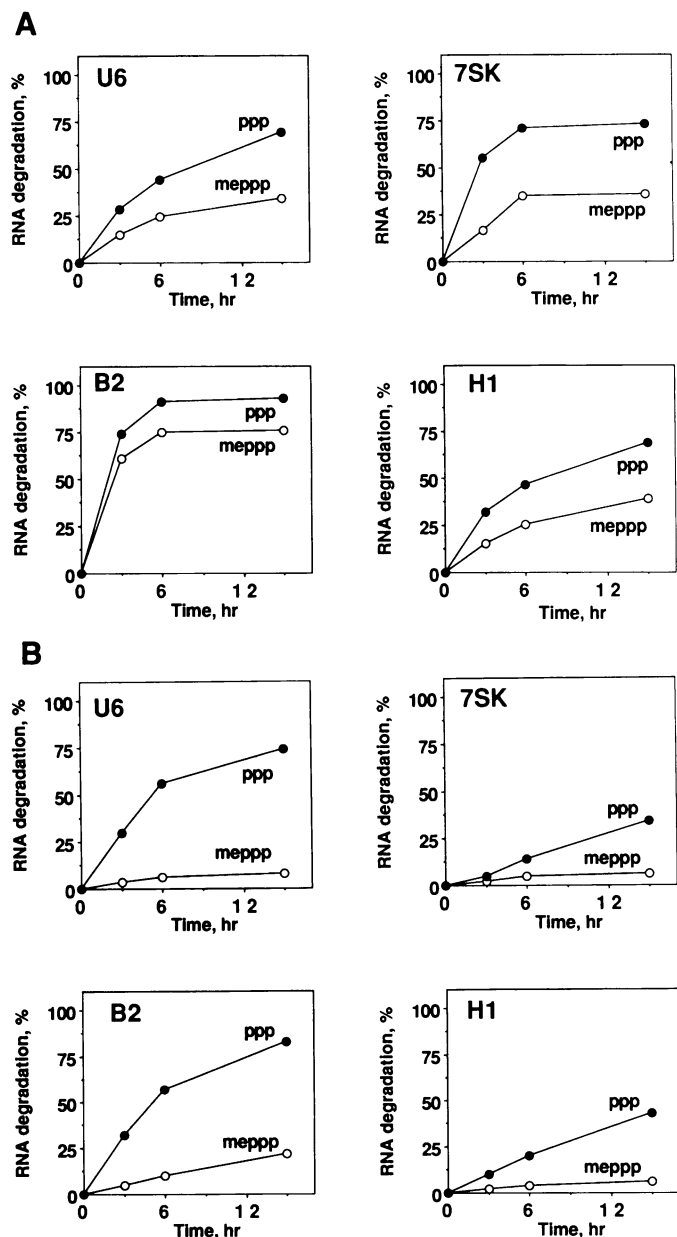 A
U6
RNA degradation, %
100
75
50
25
0
ppp
meppp
0 6 1 2
Time, hr
7SK
RNA degradation, %
100
75
50
25
0
ppp
meppp
0 6 1 2
Time, hr
B2
RNA degradation, %
100
75
50
25
0
ppp
meppp
0 6 1 2
Time, hr
H1
RNA degradation, %
100
75
50
25
0
ppp
meppp
0 6 1 2
Time, hr
B
U6
RNA degradation, %
100
75
50
25
0
ppp
meppp
0 6 1 2
Time, hr
7SK
RNA degradation, %
100
75
50
25
0
ppp
meppp
0 6 1 2
Time, hr
B2
RNA degradation, %
100
75
50
25
0
ppp
meppp
0 6 1 2
Time, hr
H1
RNA degradation, %
100
75
50
25
0
ppp
meppp
0 6 1 2
Time, hr